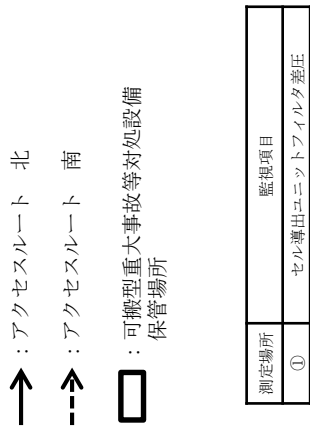 ：アクセスルート 北
：アクセスルート 南
：可搬型重大事故等対処設備
保管場所
測定場所 監視項目
① セル導出ユニットフィルタ差圧